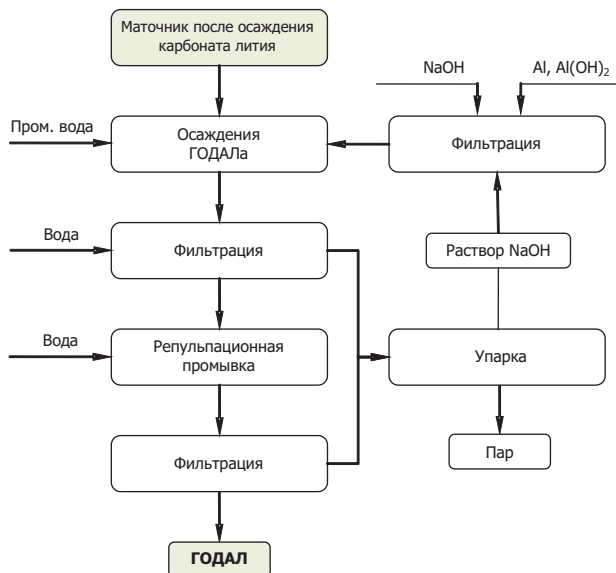 Маточник после осаждения
карбоната лития
NaOH
Al, Al(OH)₂
Пром. вода
Осаждения
ГОДАЛа
Фильтрация
Вода
Фильтрация
Раствор NaOH
Вода
Репульпационная
промывка
Упарка
Фильтрация
Пар
ГОДАЛ